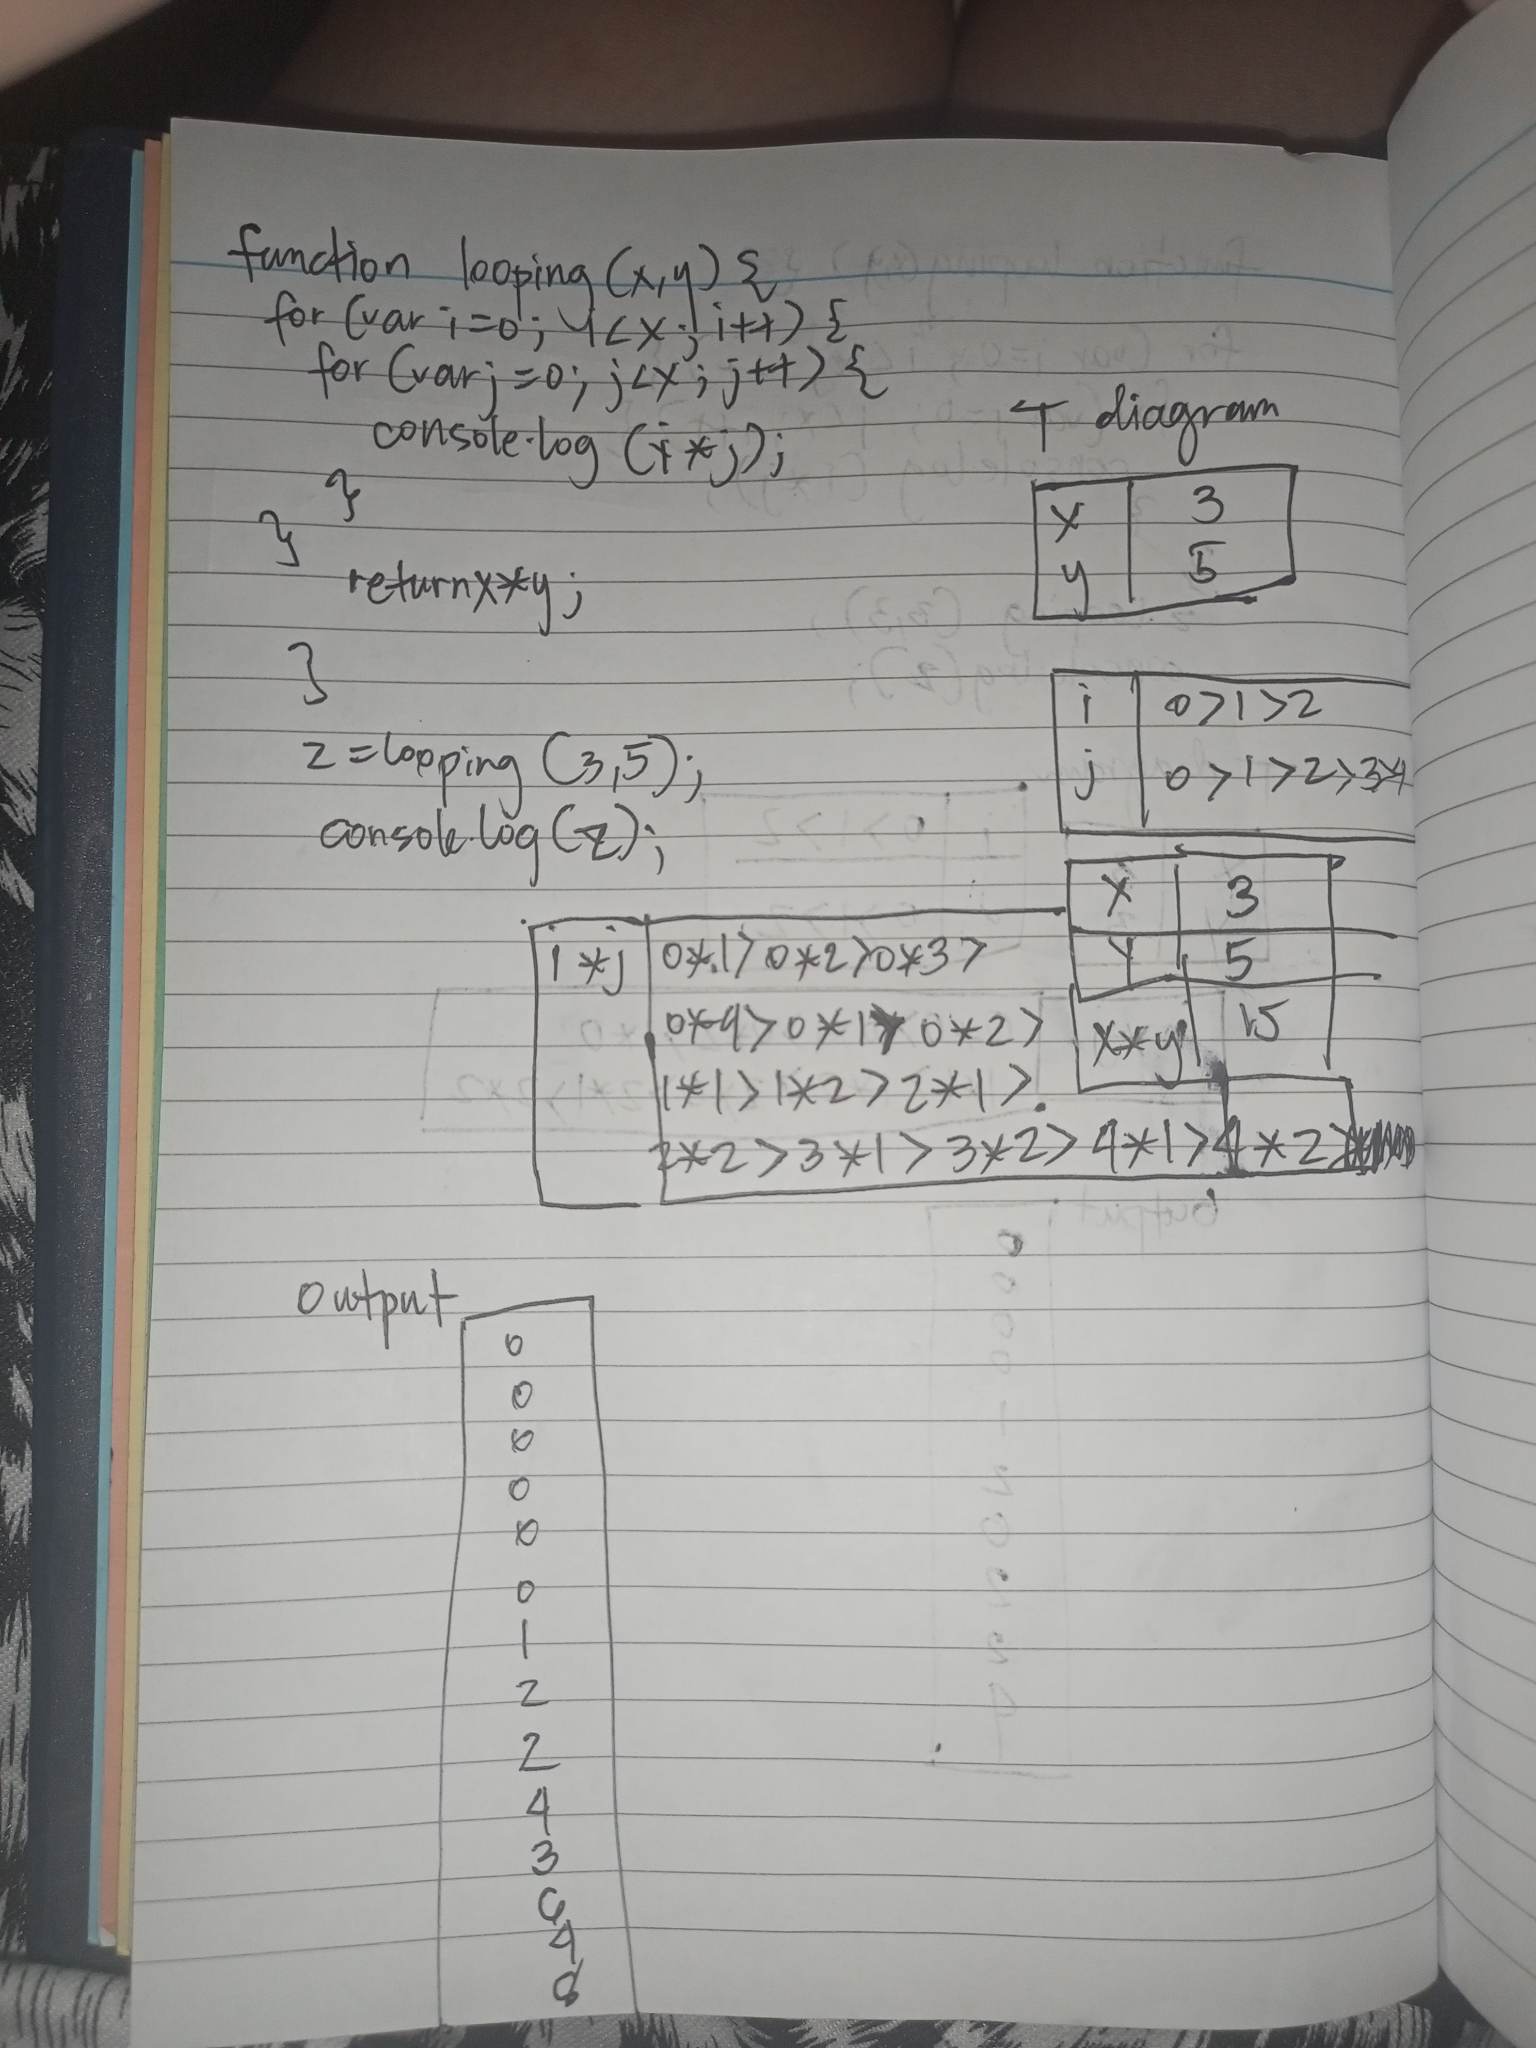 function looping (x,y) {
for (var i=0; i<x; i++) {
for (var j=0; j<x; j++) {
console.log (i*j);
}
}
return x*y;
}
z = looping (3,5);
console.log(z);
T diagram
x 3
y 5
i 0>1>2
j 0>1>2>3>4
x 3
y 5
x*y 15
i*j 0*1>0*2>0*3>
0*4>0*1>0*2>
1*1>1*2>2*1>
2*2>3*1>3*2>4*1>4*2>
output
0
0
0
0
0
0
1
2
2
4
3
6
4
8